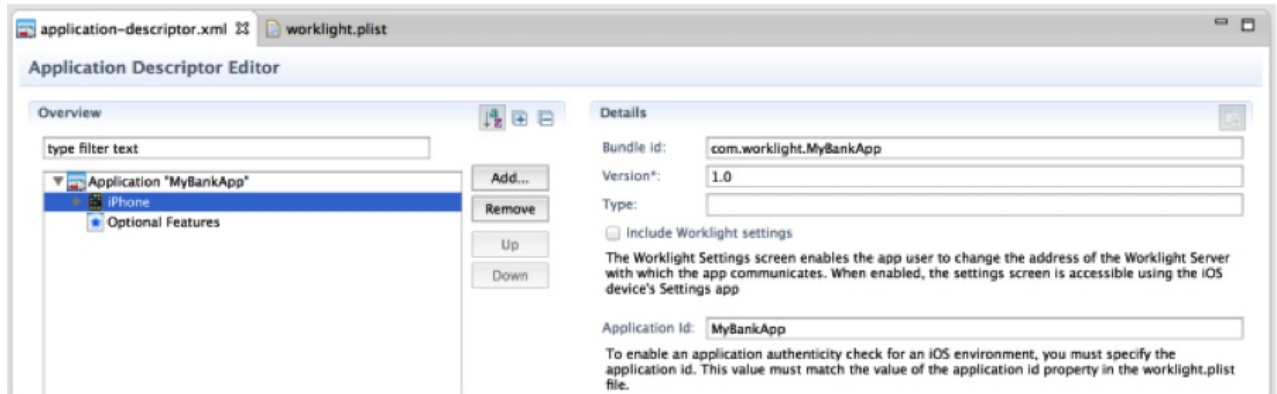 application-descriptor.xml
worklight.plist
Application Descriptor Editor
Overview
type filter text
Application "MyBankApp"
iPhone
Optional Features
Add...
Remove
Up
Down
Details
Bundle id:
com.worklight.MyBankApp
Version*:
1.0
Type:
Include Worklight settings
The Worklight Settings screen enables the app user to change the address of the Worklight Server
with which the app communicates. When enabled, the settings screen is accessible using the iOS
device's Settings app
Application Id:
MyBankApp
To enable an application authenticity check for an iOS environment, you must specify the
application id. This value must match the value of the application id property in the worklight.plist
file.